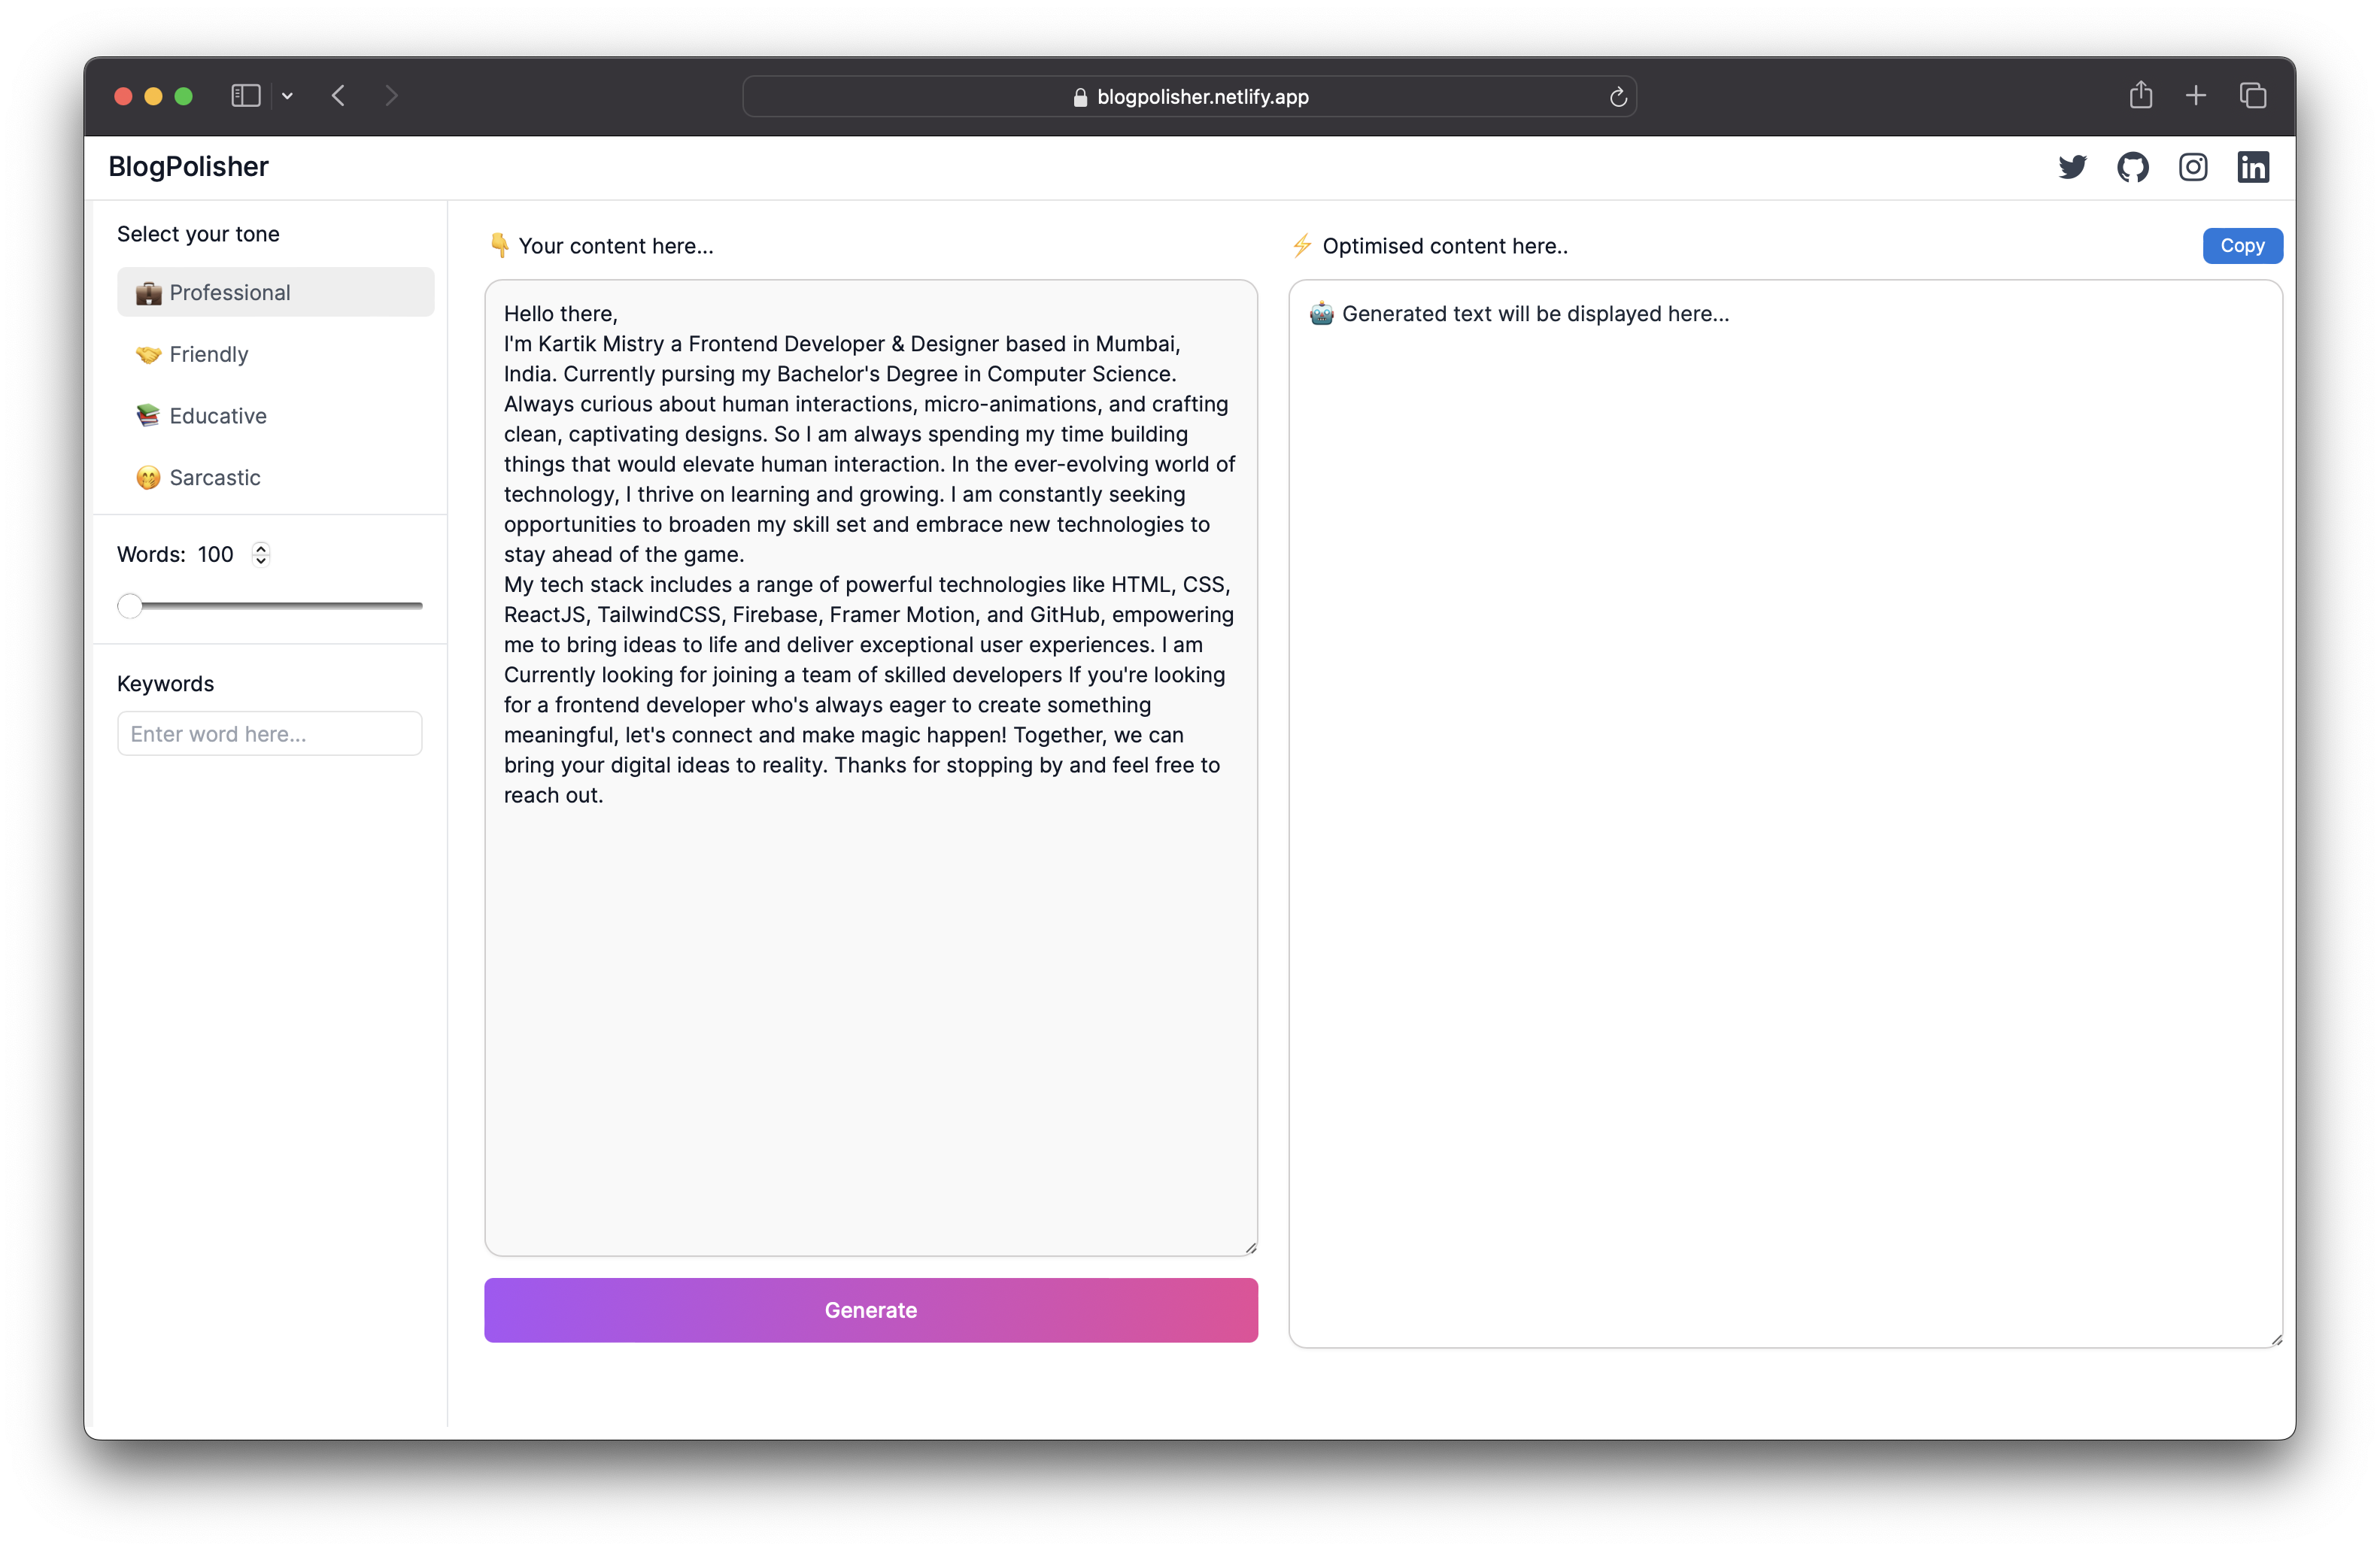 blogpolisher.netlify.app
BlogPolisher
Select your tone
💼 Professional
🤝 Friendly
📚 Educative
🤭 Sarcastic
Words: 100
Keywords
Enter word here...
👇 Your content here...
Hello there,
I'm Kartik Mistry a Frontend Developer & Designer based in Mumbai,
India. Currently pursing my Bachelor's Degree in Computer Science.
Always curious about human interactions, micro-animations, and crafting
clean, captivating designs. So I am always spending my time building
things that would elevate human interaction. In the ever-evolving world of
technology, I thrive on learning and growing. I am constantly seeking
opportunities to broaden my skill set and embrace new technologies to
stay ahead of the game.
My tech stack includes a range of powerful technologies like HTML, CSS,
ReactJS, TailwindCSS, Firebase, Framer Motion, and GitHub, empowering
me to bring ideas to life and deliver exceptional user experiences. I am
Currently looking for joining a team of skilled developers If you're looking
for a frontend developer who's always eager to create something
meaningful, let's connect and make magic happen! Together, we can
bring your digital ideas to reality. Thanks for stopping by and feel free to
reach out.
Generate
⚡ Optimised content here..
Copy
🤖 Generated text will be displayed here...